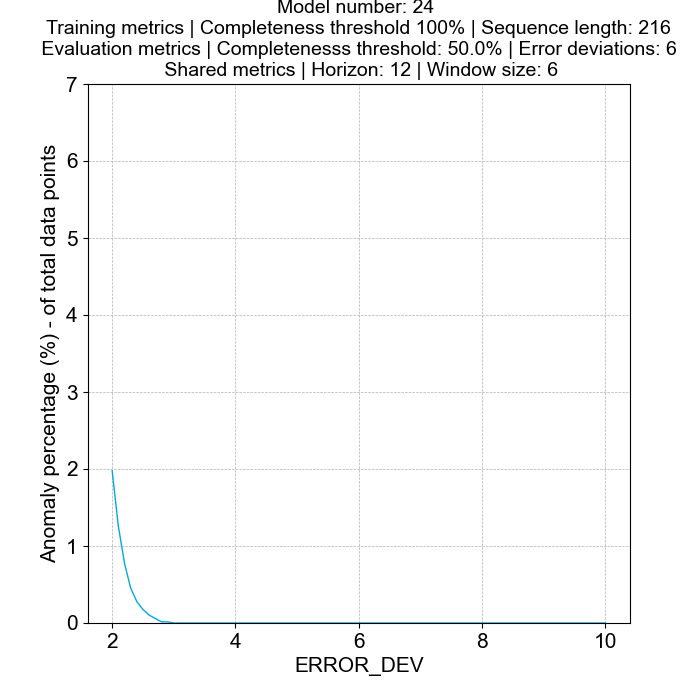 Model number: 24
Training metrics | Completeness threshold 100% | Sequence length: 216
Evaluation metrics | Completenesss threshold: 50.0% | Error deviations: 6
Shared metrics | Horizon: 12 | Window size: 6
7
6
5
4
3
2
1
0
Anomaly percentage (%) - of total data points
2 4 6 8 10
ERROR_DEV